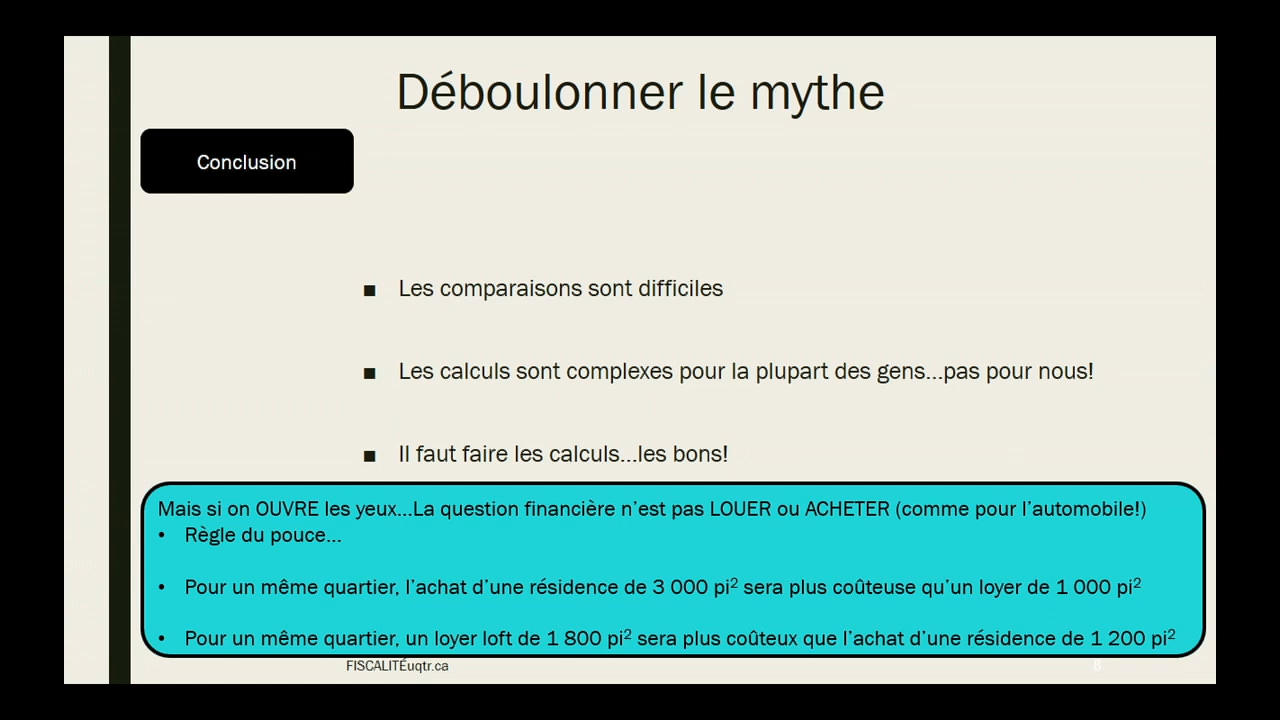 Déboulonner le mythe
Conclusion
■ Les comparaisons sont difficiles
■ Les calculs sont complexes pour la plupart des gens...pas pour nous!
■ Il faut faire les calculs...les bons!
Mais si on OUVRE les yeux...La question financière n'est pas LOUER ou ACHETER (comme pour l'automobile!)
• Règle du pouce...
• Pour un même quartier, l'achat d'une résidence de 3 000 pi² sera plus coûteuse qu'un loyer de 1 000 pi²
• Pour un même quartier, un loyer loft de 1 800 pi² sera plus coûteux que l'achat d'une résidence de 1 200 pi²
FISCALITÉuqtr.ca
8